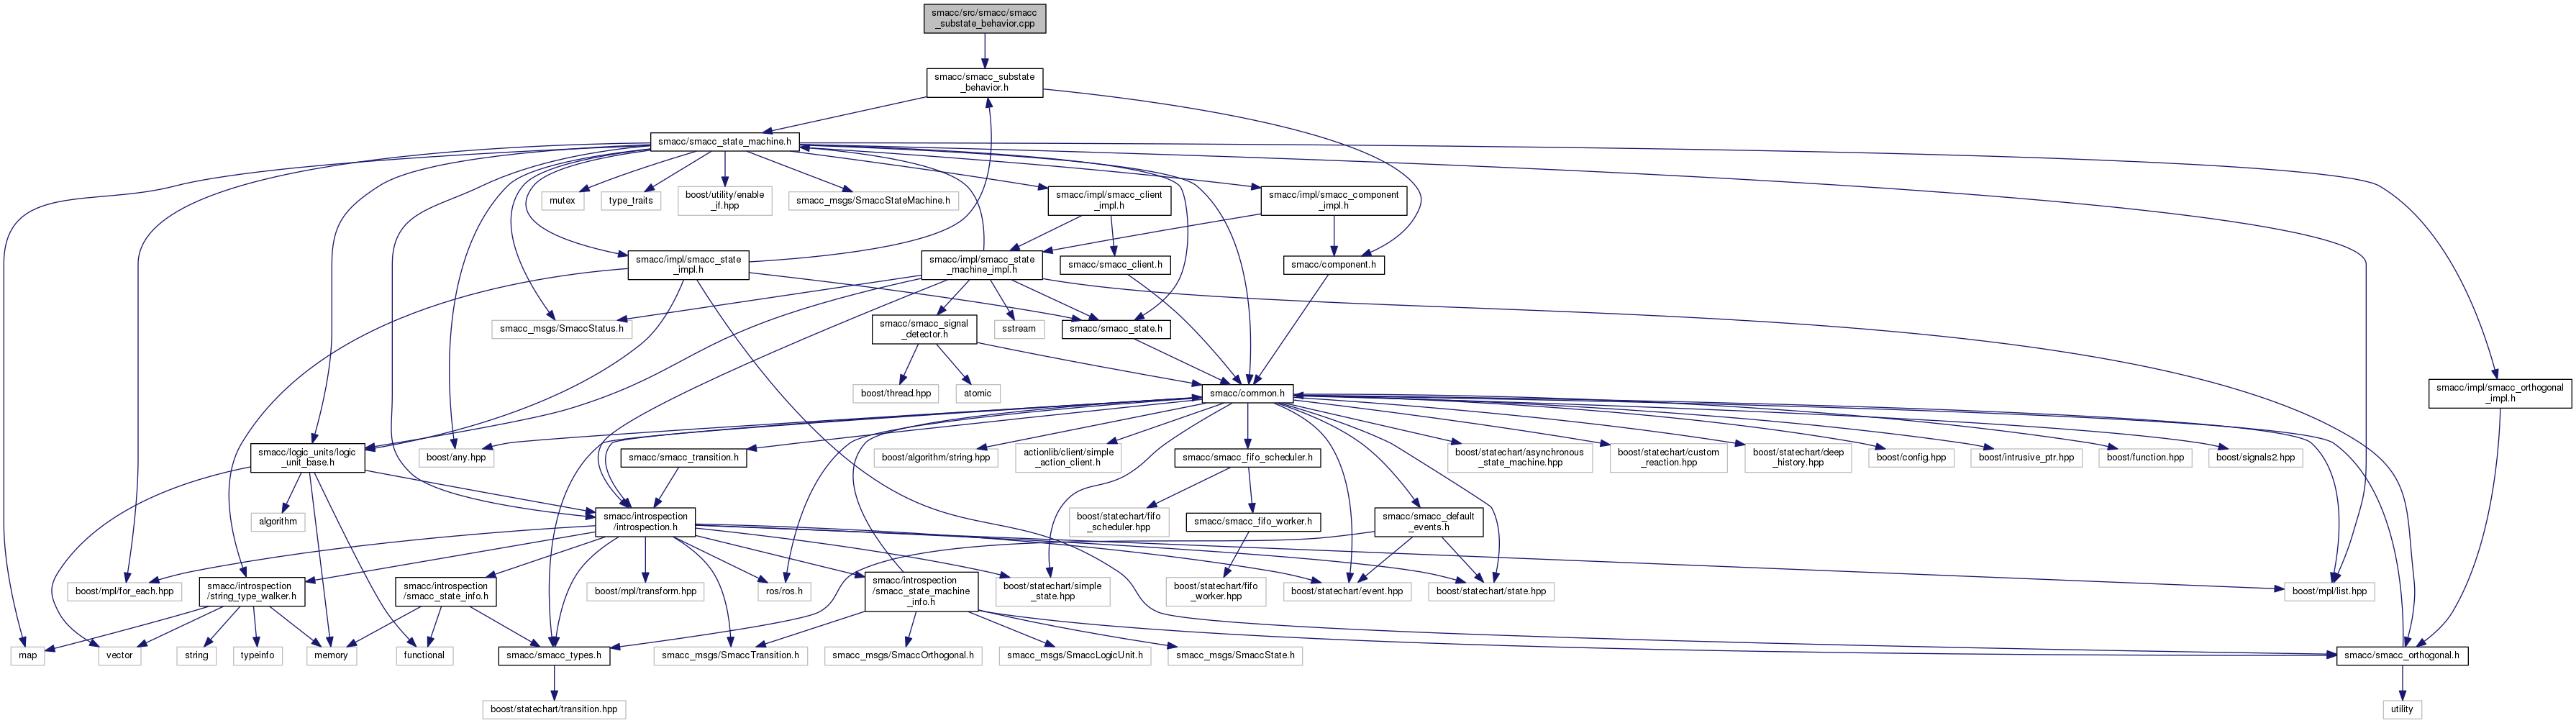 smacc/src/smacc/smacc
_substate_behavior.cpp
smacc/smacc_substate
_behavior.h
smacc/smacc_state_machine.h
mutex
type_traits
boost/utility/enable
_if.hpp
smacc_msgs/SmaccStateMachine.h
smacc/impl/smacc_client
_impl.h
smacc/impl/smacc_component
_impl.h
smacc/impl/smacc_state
_impl.h
smacc/impl/smacc_state
_machine_impl.h
smacc/smacc_client.h
smacc/component.h
smacc_msgs/SmaccStatus.h
smacc/smacc_signal
_detector.h
sstream
smacc/smacc_state.h
boost/thread.hpp
atomic
smacc/common.h
smacc/impl/smacc_orthogonal
_impl.h
smacc/logic_units/logic
_unit_base.h
boost/any.hpp
smacc/smacc_transition.h
boost/algorithm/string.hpp
actionlib/client/simple
_action_client.h
smacc/smacc_fifo_scheduler.h
boost/statechart/asynchronous
_state_machine.hpp
boost/statechart/custom
_reaction.hpp
boost/statechart/deep
_history.hpp
boost/config.hpp
boost/intrusive_ptr.hpp
boost/function.hpp
boost/signals2.hpp
algorithm
smacc/introspection
/introspection.h
boost/statechart/fifo
_scheduler.hpp
smacc/smacc_fifo_worker.h
smacc/smacc_default
_events.h
boost/mpl/for_each.hpp
smacc/introspection
/string_type_walker.h
smacc/introspection
/smacc_state_info.h
boost/mpl/transform.hpp
ros/ros.h
smacc/introspection
/smacc_state_machine
_info.h
boost/statechart/simple
_state.hpp
boost/statechart/fifo
_worker.hpp
boost/statechart/event.hpp
boost/statechart/state.hpp
boost/mpl/list.hpp
map
vector
string
typeinfo
memory
functional
smacc/smacc_types.h
smacc_msgs/SmaccTransition.h
smacc_msgs/SmaccOrthogonal.h
smacc_msgs/SmaccLogicUnit.h
smacc_msgs/SmaccState.h
smacc/smacc_orthogonal.h
boost/statechart/transition.hpp
utility